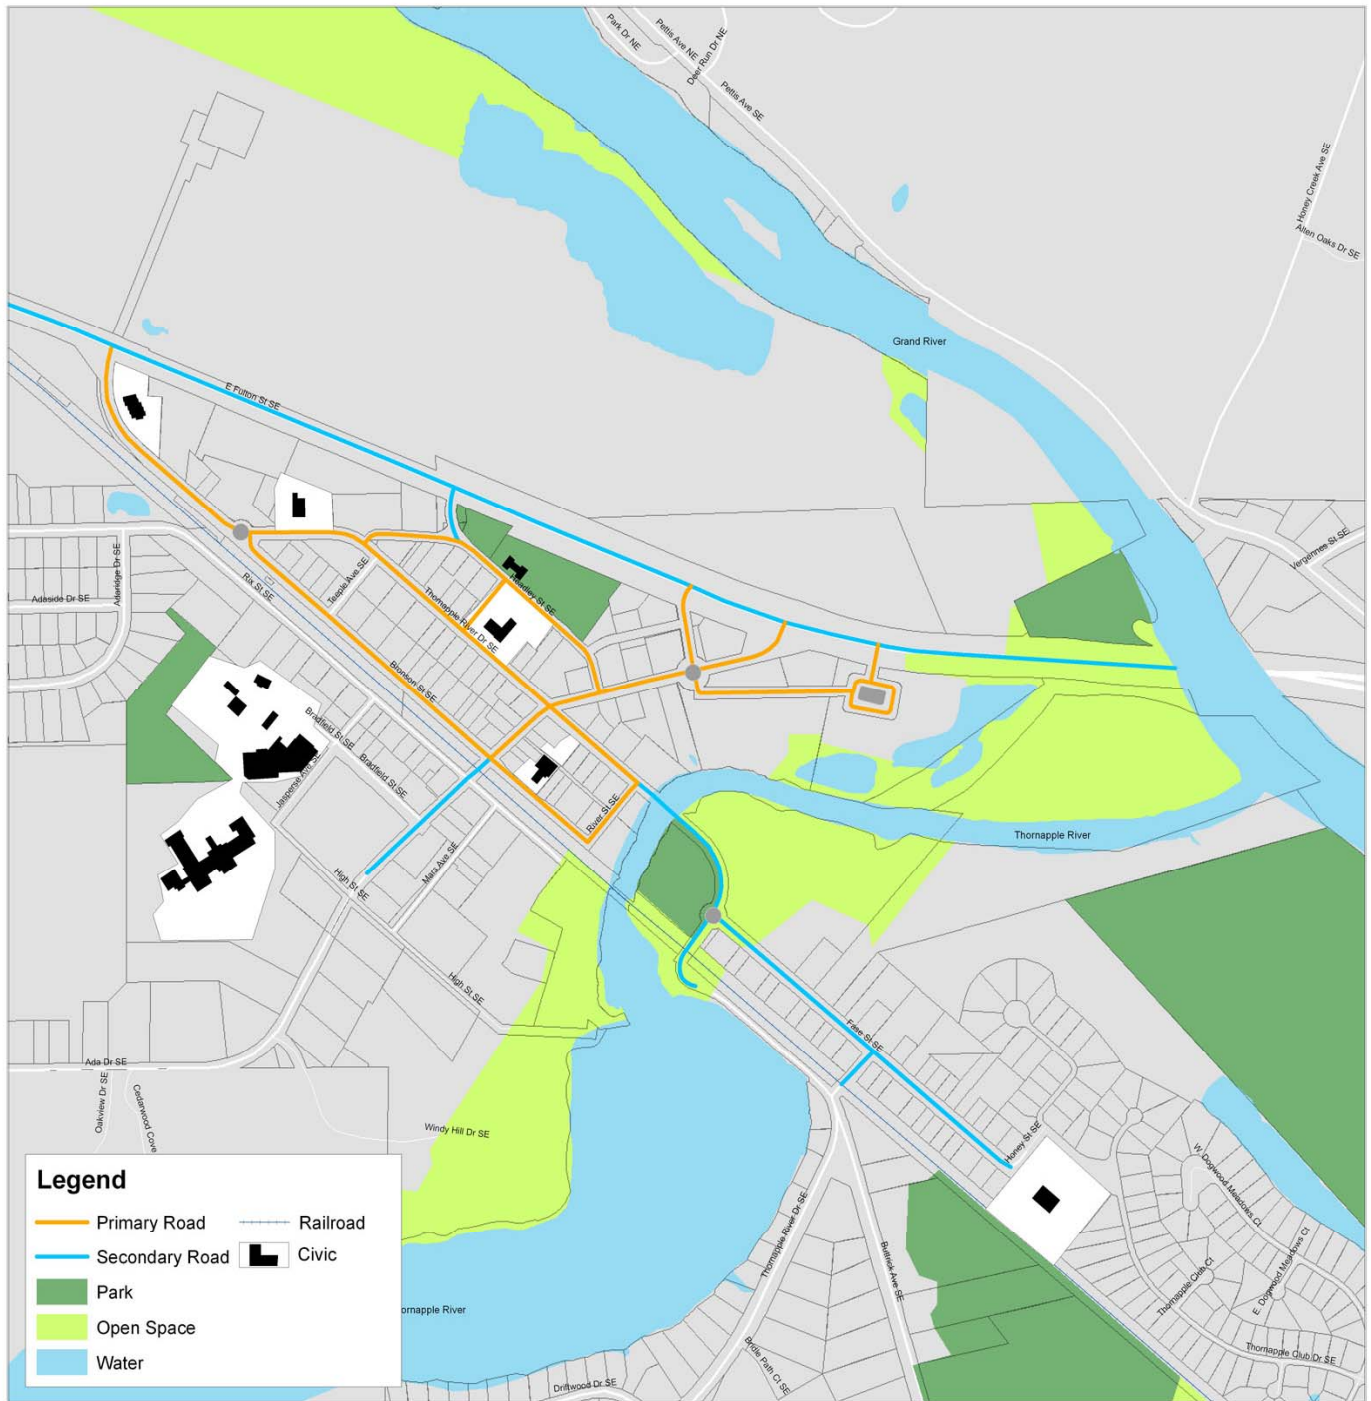 Park Dr NE
Pettis Ave NE
Deer Run Dr NE
Pettis Ave SE
Honey Creek Ave SE
Allen Oaks Dr SE
Grand River
E Fulton St SE
Vergennes St SE
Adaridge Dr SE
Adaside Dr SE
Rix St SE
Teeple Ave SE
Headley St SE
Thornapple River Dr SE
Bronson St SE
Bradfield St SE
Bradfield St SE
Jasperse Ave SE
River St SE
Thornapple River
Mars Ave SE
High St SE
High St SE
Fase St SE
Ada Dr SE
Oakview Dr SE
Cedarwood Cove
Windy Hill Dr SE
Honey St SE
W. Dogwood Meadows Ct
E. Dogwood Meadows Ct
Thornapple River Dr SE
Buttrick Ave SE
Thornapple Club Ct
Thornapple Club Dr SE
Bridle Path Ct SE
Driftwood Dr SE
ornapple River
Legend
Primary Road
Railroad
Secondary Road
Civic
Park
Open Space
Water